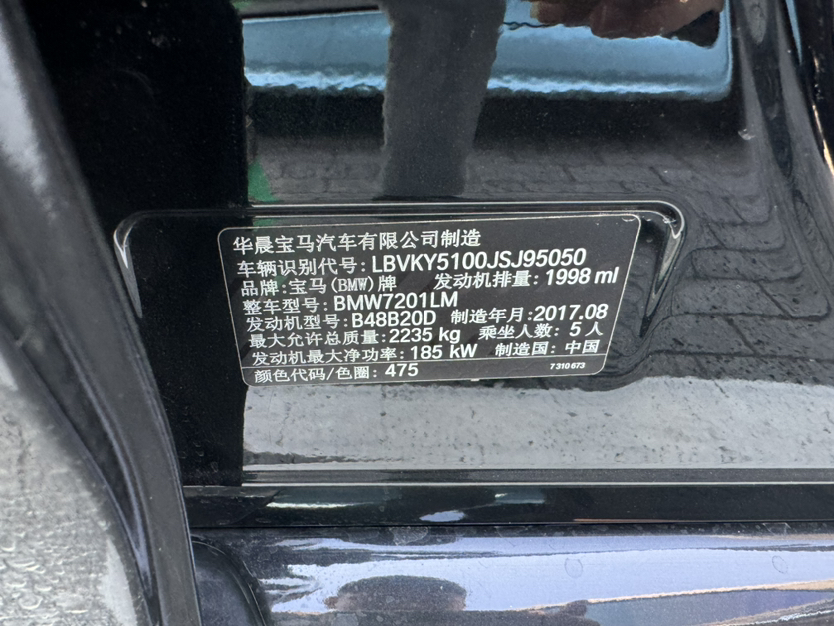 华晨宝马汽车有限公司制造
车辆识别代号: LBVKY5100JSJ95050
品牌:宝马(BMW)牌 发动机排量: 1998 ml
整车型号:BMW7201LM
发动机型号:B48B20D 制造年月:2017.08
最大允许总质量:2235 kg 乘坐人数: 5 人
发动机最大净功率:185 kW 制造国: 中国
颜色代码/色圈: 475 7310673